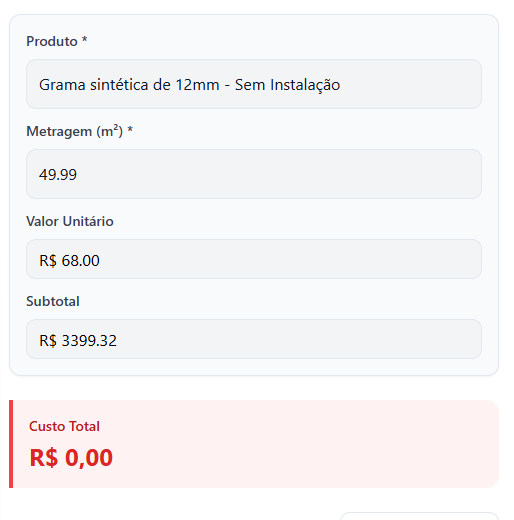 Produto *
Grama sintética de 12mm - Sem Instalação
Metragem (m²) *
49.99
Valor Unitário
R$ 68.00
Subtotal
R$ 3399.32
Custo Total
R$ 0,00